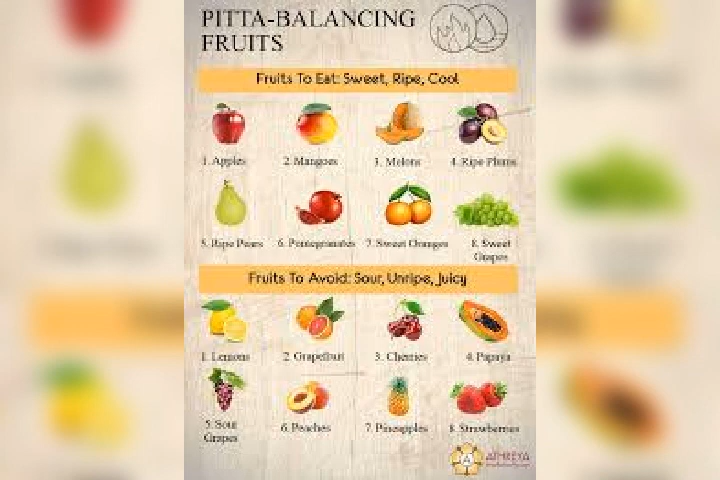 PITTA-BALANCING
FRUITS
Fruits To Eat: Sweet, Ripe, Cool
1. Apples
2. Mangoes
3. Melons
4. Ripe Plums
5. Ripe Pears
6. Pomegranates
7. Sweet Oranges
8. Sweet
Grapes
Fruits To Avoid: Sour, Unripe, Juicy
1. Lemons
2. Grapefruit
3. Cherries
4. Papaya
5. Sour
Grapes
6. Peaches
7. Pineapples
8. Strawberries
ATHREYA